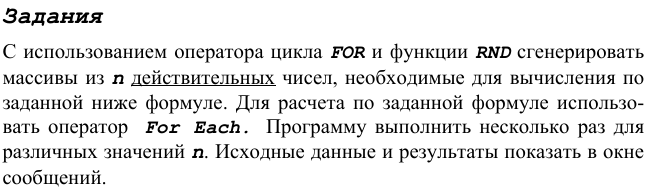 Задания
С использованием оператора цикла FOR и функции RND сгенерировать
массивы из n действительных чисел, необходимые для вычисления по
заданной ниже формуле. Для расчета по заданной формуле использо-
вать оператор For Each. Программу выполнить несколько раз для
различных значений n. Исходные данные и результаты показать в окне
сообщений.